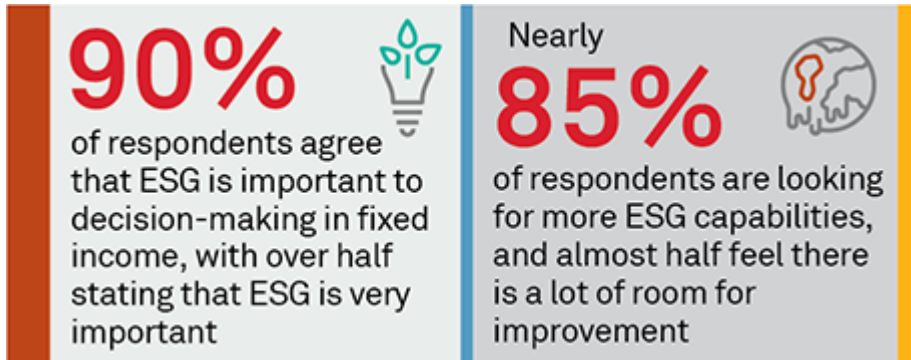 90%
of respondents agree
that ESG is important to
decision-making in fixed
income, with over half
stating that ESG is very
important
Nearly
85%
of respondents are looking
for more ESG capabilities,
and almost half feel there
is a lot of room for
improvement